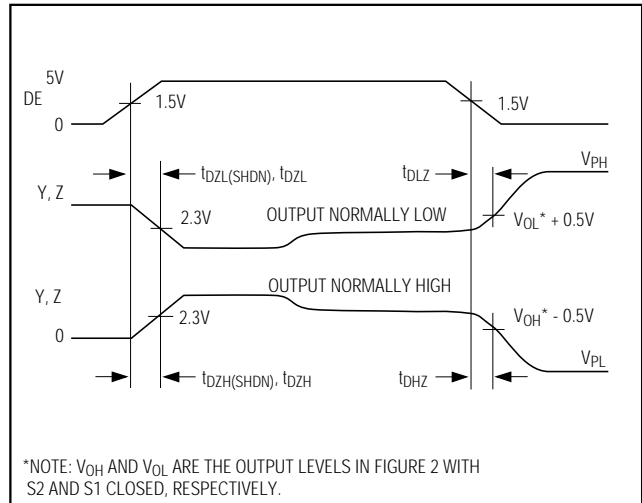 5V
DE
1.5V
1.5V
0
tDZL(SHDN), tDZL
tDLZ
VPH
Y, Z
2.3V
OUTPUT NORMALLY LOW
VOL* + 0.5V
OUTPUT NORMALLY HIGH
Y, Z
2.3V
VOH* - 0.5V
0
VPL
tDZH(SHDN), tDZH
tDHZ
*NOTE: VOH AND VOL ARE THE OUTPUT LEVELS IN FIGURE 2 WITH
S2 AND S1 CLOSED, RESPECTIVELY.